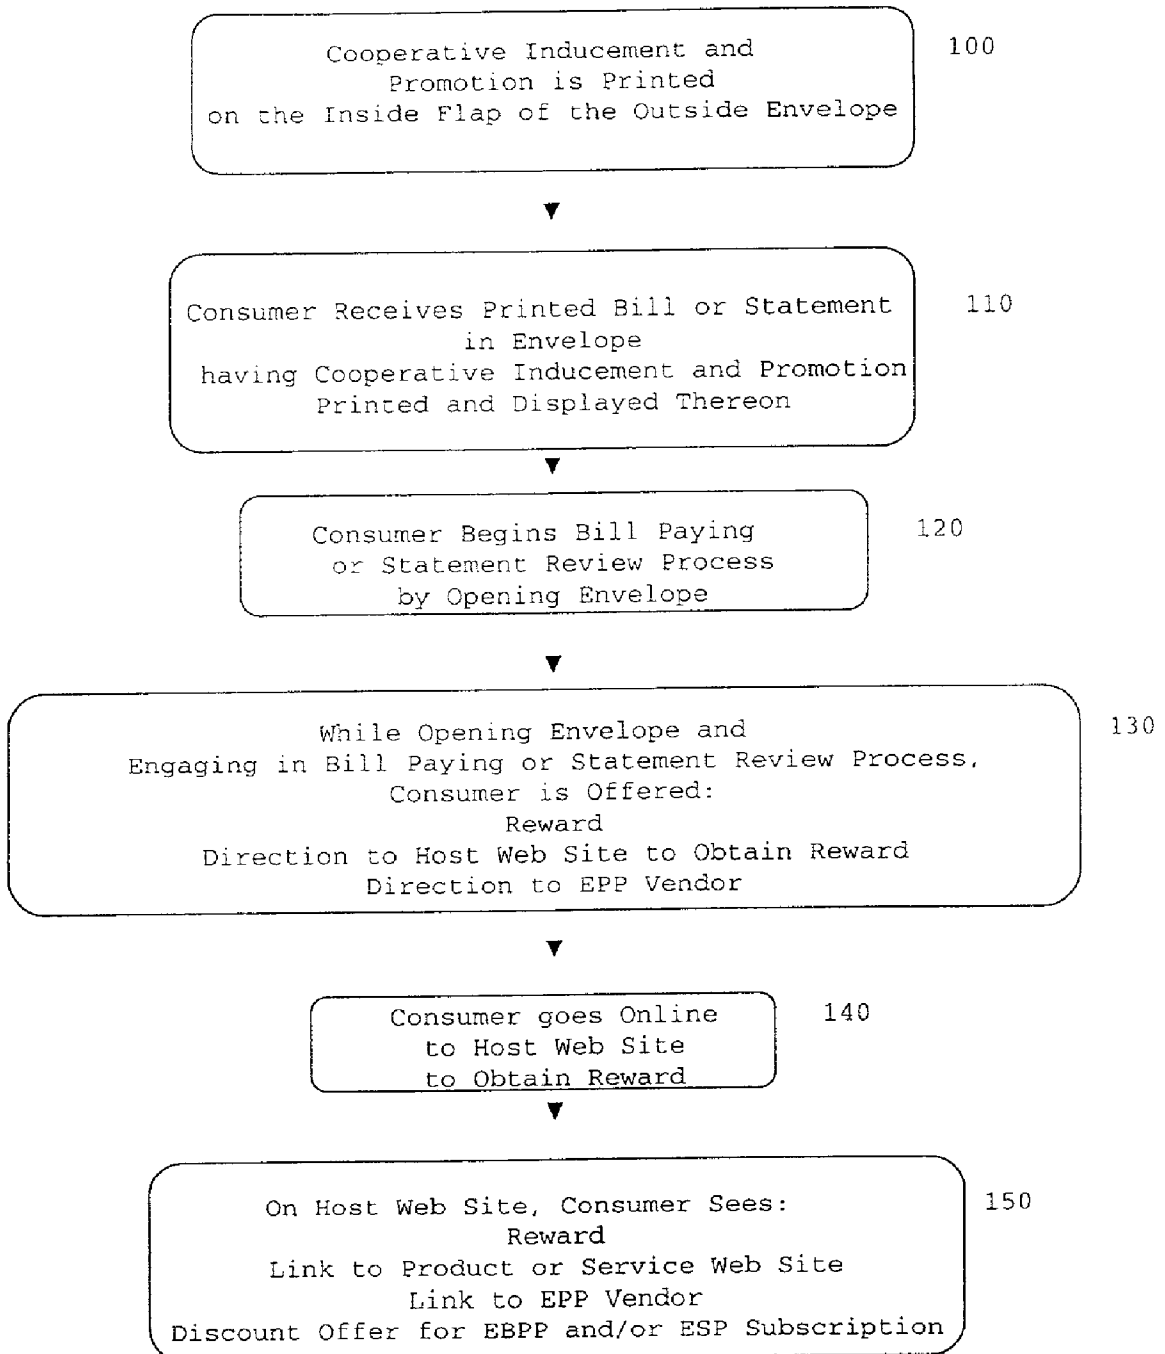 Cooperative Inducement and
Promotion is Printed
on the Inside Flap of the Outside Envelope
100
Consumer Receives Printed Bill or Statement
in Envelope
having Cooperative Inducement and Promotion
Printed and Displayed Thereon
110
Consumer Begins Bill Paying
or Statement Review Process
by Opening Envelope
120
While Opening Envelope and
Engaging in Bill Paying or Statement Review Process,
Consumer is Offered:
Reward
Direction to Host Web Site to Obtain Reward
Direction to EPP Vendor
130
Consumer goes Online
to Host Web Site
to Obtain Reward
140
On Host Web Site, Consumer Sees:
Reward
Link to Product or Service Web Site
Link to EPP Vendor
Discount Offer for EBPP and/or ESP Subscription
150